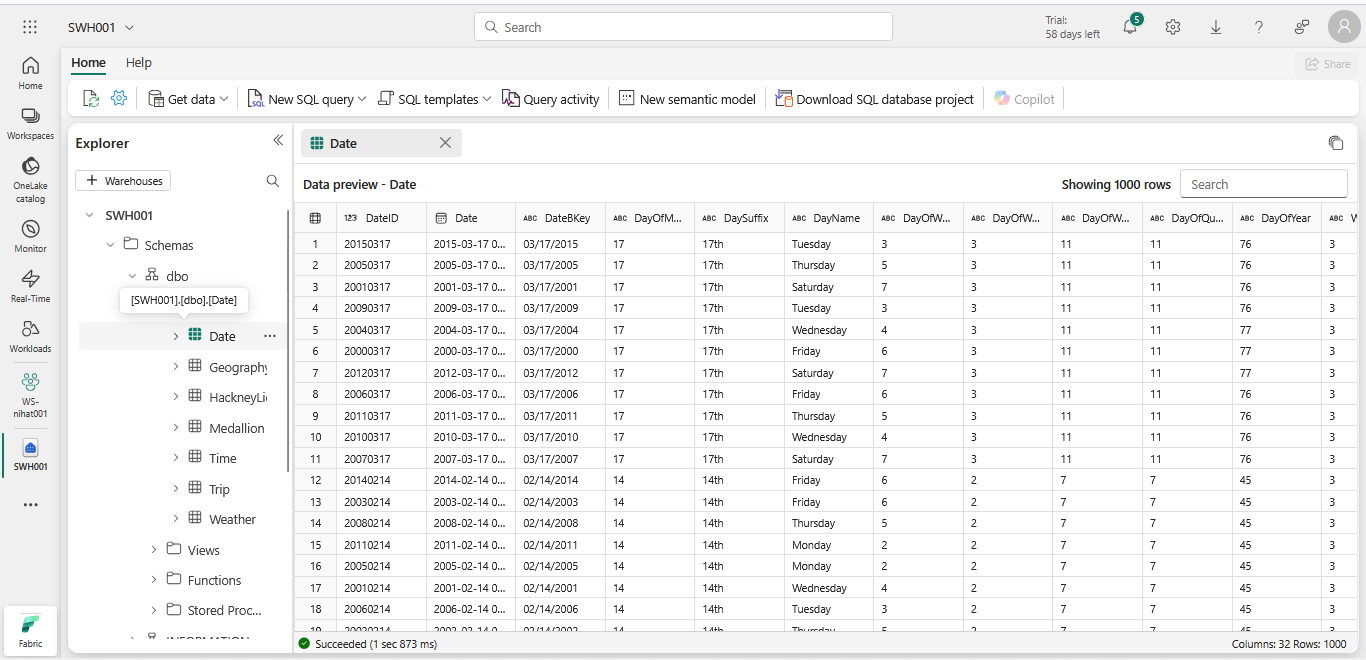 SWH001
Search
Trial:
58 days left
5
Home
Help
Share
Get data
New SQL query
SQL templates
Query activity
New semantic model
Download SQL database project
Copilot
Home
Workspaces
OneLake
catalog
Monitor
Real-Time
Workloads
WS-
nihat001
SWH001
Fabric
Explorer
+ Warehouses
SWH001
Schemas
dbo
[SWH001].[dbo].[Date]
Date
Geography
HackneyLi
Medallion
Time
Trip
Weather
Views
Functions
Stored Proc...
Date
Data preview - Date
Showing 1000 rows
Search
123 DateID Date ABC DateBKey ABC DayOfM... ABC DaySuffix ABC DayName ABC DayOfW... ABC DayOfW... ABC DayOfW... ABC DayOfQu... ABC DayOfYear ABC W
1 20150317 2015-03-17 0... 03/17/2015 17 17th Tuesday 3 3 11 11 76 3
2 20050317 2005-03-17 0... 03/17/2005 17 17th Thursday 5 3 11 11 76 3
3 20010317 2001-03-17 0... 03/17/2001 17 17th Saturday 7 3 11 11 76 3
4 20090317 2009-03-17 0... 03/17/2009 17 17th Tuesday 3 3 11 11 76 3
5 20040317 2004-03-17 0... 03/17/2004 17 17th Wednesday 4 3 11 11 77 3
6 20000317 2000-03-17 0... 03/17/2000 17 17th Friday 6 3 11 11 77 3
7 20120317 2012-03-17 0... 03/17/2012 17 17th Saturday 7 3 11 11 77 3
8 20060317 2006-03-17 0... 03/17/2006 17 17th Friday 6 3 11 11 76 3
9 20110317 2011-03-17 0... 03/17/2011 17 17th Thursday 5 3 11 11 76 3
10 20100317 2010-03-17 0... 03/17/2010 17 17th Wednesday 4 3 11 11 76 3
11 20070317 2007-03-17 0... 03/17/2007 17 17th Saturday 7 3 11 11 76 3
12 20140214 2014-02-14 0... 02/14/2014 14 14th Friday 6 2 7 7 45 3
13 20030214 2003-02-14 0... 02/14/2003 14 14th Friday 6 2 7 7 45 3
14 20080214 2008-02-14 0... 02/14/2008 14 14th Thursday 5 2 7 7 45 3
15 20110214 2011-02-14 0... 02/14/2011 14 14th Monday 2 2 7 7 45 3
16 20050214 2005-02-14 0... 02/14/2005 14 14th Monday 2 2 7 7 45 3
17 20010214 2001-02-14 0... 02/14/2001 14 14th Wednesday 4 2 7 7 45 3
18 20060214 2006-02-14 0... 02/14/2006 14 14th Tuesday 3 2 7 7 45 3
Succeeded (1 sec 873 ms)
Columns: 32 Rows: 1000